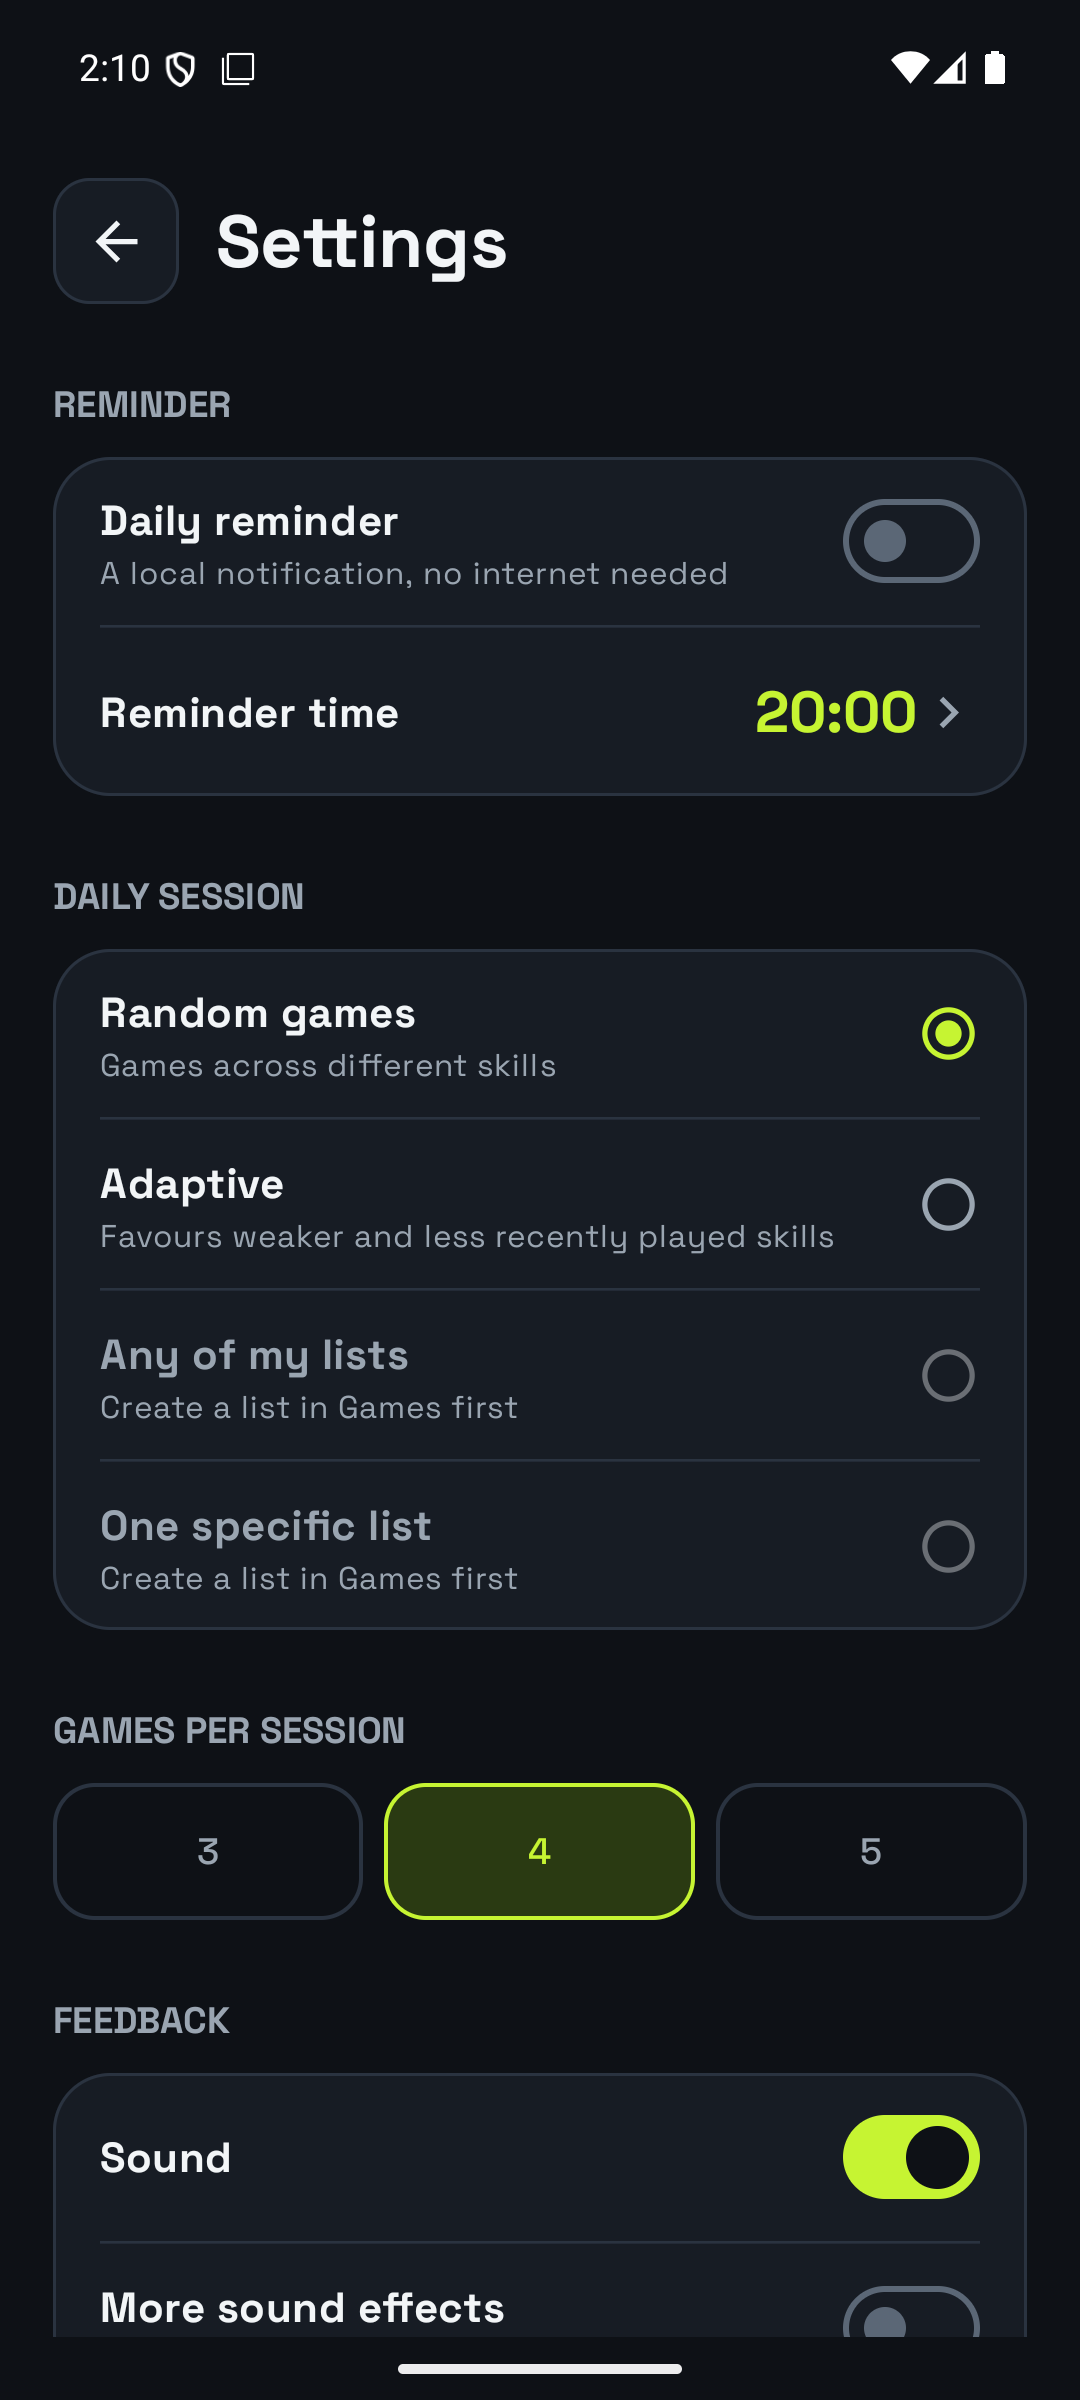 2:10
Settings
REMINDER
Daily reminder
A local notification, no internet needed
Reminder time
20:00
DAILY SESSION
Random games
Games across different skills
Adaptive
Favours weaker and less recently played skills
Any of my lists
Create a list in Games first
One specific list
Create a list in Games first
GAMES PER SESSION
3
4
5
FEEDBACK
Sound
More sound effects